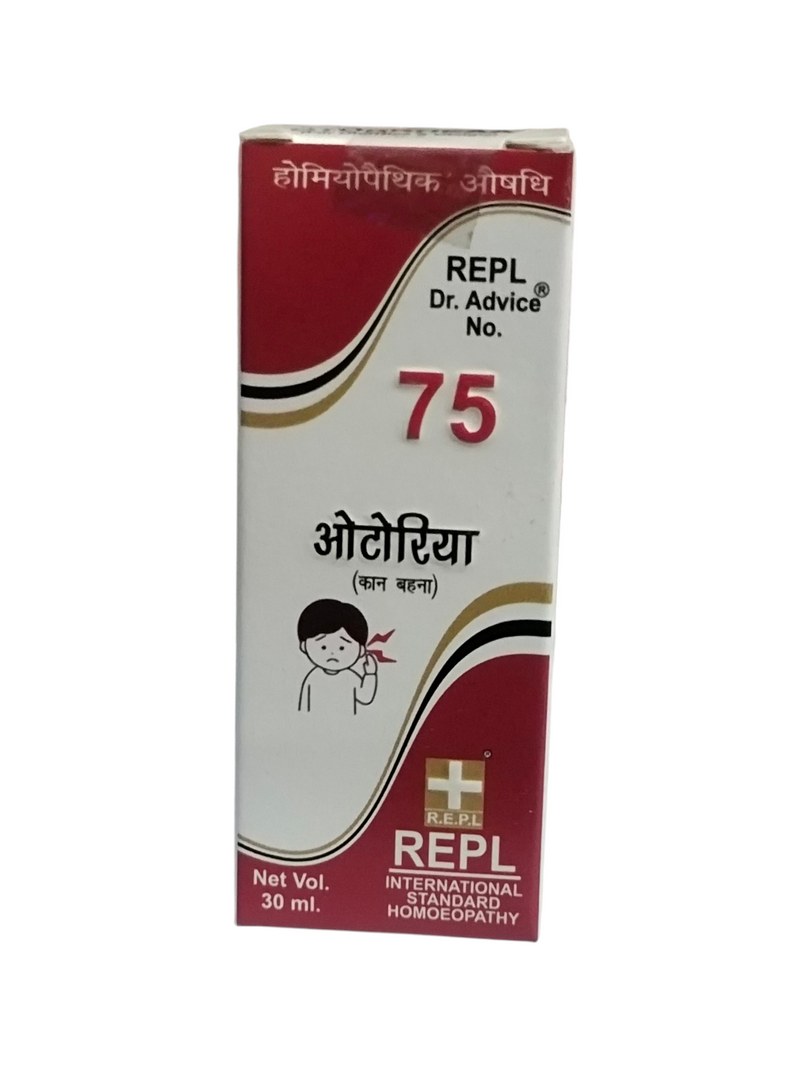 होमियोपैथिक औषधि
REPL
Dr. Advice®
No.
75
ओटोरिया
(कान बहना)
R.E.P.L
REPL
INTERNATIONAL
STANDARD
HOMOEOPATHY
Net Vol.
30 ml.